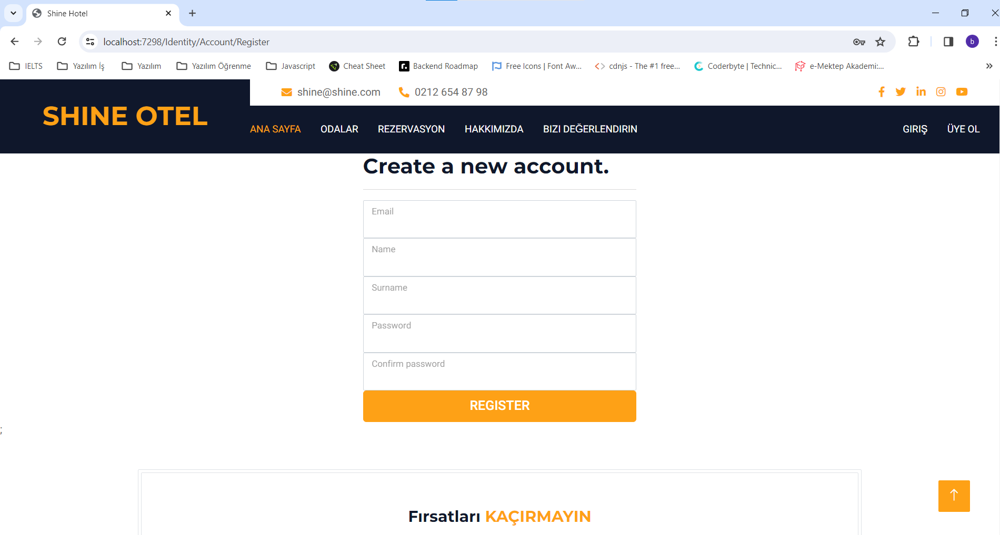 Shine Hotel
localhost:7298/Identity/Account/Register
b
IELTS Yazılım İş Yazılım Yazılım Öğrenme Javascript Cheat Sheet Backend Roadmap Free Icons | Font Aw... cdnjs - The #1 free... Coderbyte | Technic... e-Mektep Akademi:...
shine@shine.com 0212 654 87 98
SHINE OTEL
ANA SAYFA ODALAR REZERVASYON HAKKIMIZDA BIZI DEĞERLENDIRIN GIRIŞ ÜYE OL
Create a new account.
Email
Name
Surname
Password
Confirm password
REGISTER
;
Fırsatları KAÇIRMAYIN